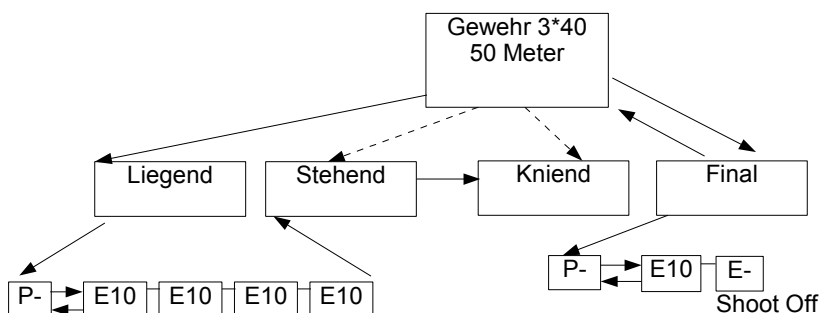 Gewehr 3*40
50 Meter
Liegend
Stehend
Kniend
Final
P-
E10
E10
E10
E10
P-
E10
E-
Shoot Off